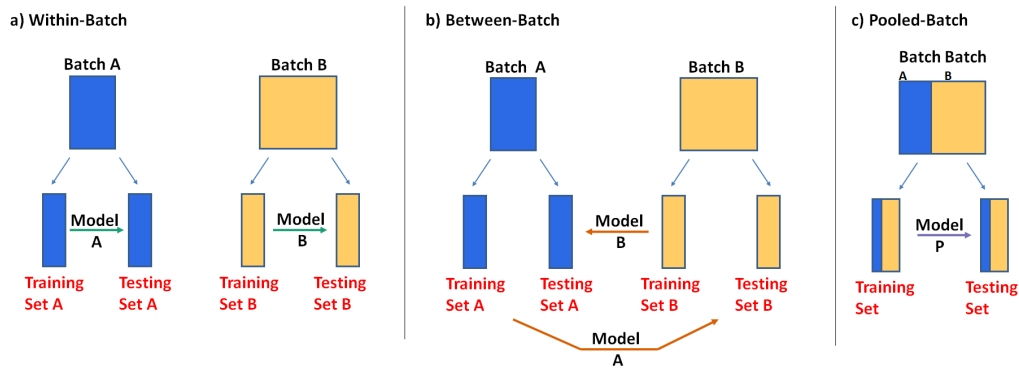 a) Within-Batch
Batch A
Batch B
Model
A
Model
B
Training
Set A
Testing
Set A
Training
Set B
Testing
Set B
b) Between-Batch
Batch A
Batch B
Model
B
Training
Set A
Testing
Set A
Training
Set B
Testing
Set B
Model
A
c) Pooled-Batch
Batch Batch
A B
Model
P
Training
Set
Testing
Set